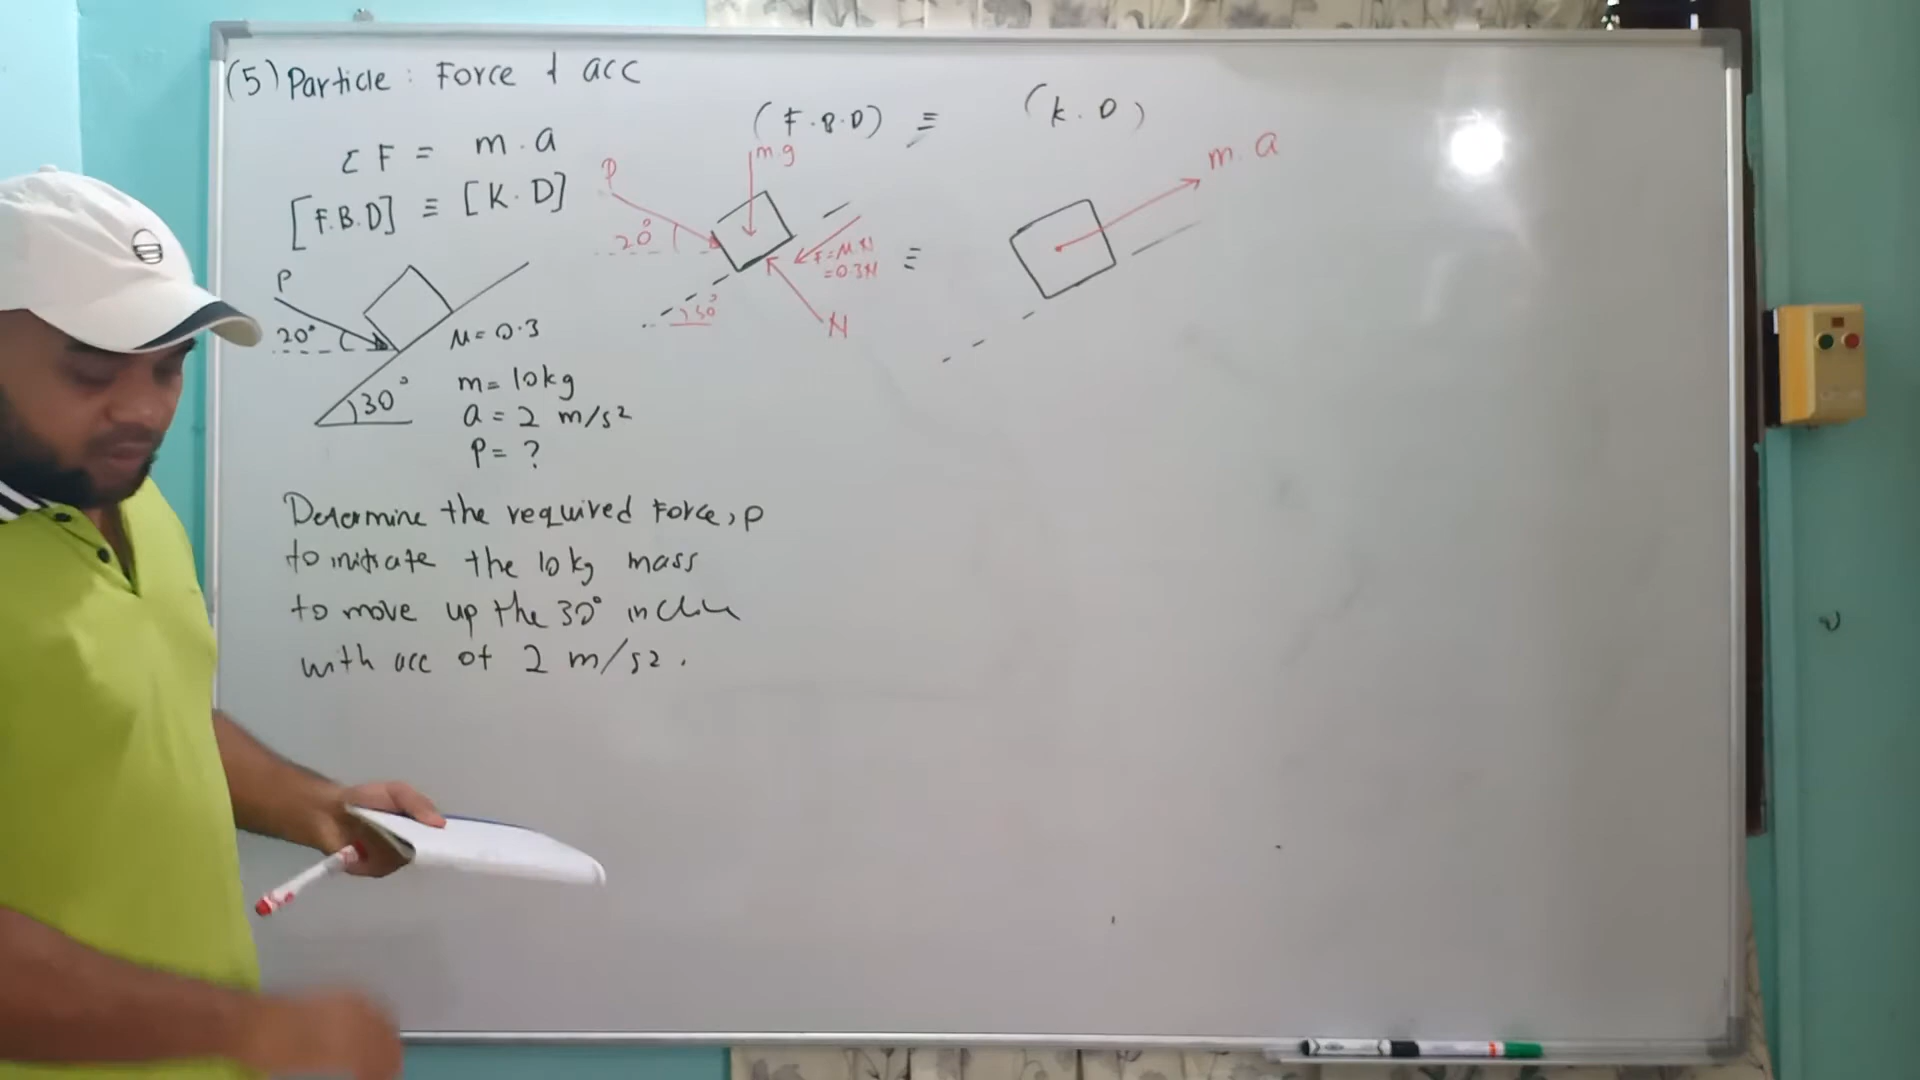 (5) Particle: Force & acc
ΣF = m.a
[F.B.D] ≡ [K.D]
P
20°
30°
M = 0.3
m = 10kg
a = 2 m/s2
P = ?
Determine the required Force, P
to initiate the 10kg mass
to move up the 30° incline
with acc of 2 m/s2.
(F.B.D) ≡ (K.D)
P
m.g
20°
F = M.N
= 0.3N
≡
30°
N
m.a